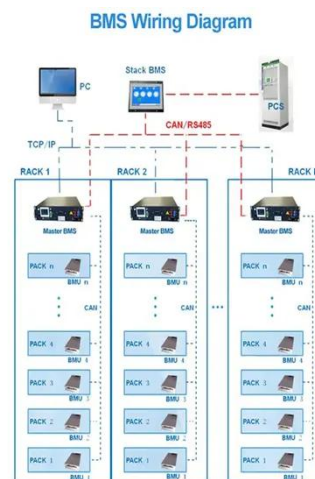 BMS Wiring Diagram
Stack BMS
PC
PCS
CAN/RS485
TCP/IP
RACK 1
RACK 2
RACK
Master BMS
Master BMS
Master BMS
PACK n
BMU n
PACK n
BMU n
PACK n
BMU n
CAN
CAN
CAN
PACK 4
BMU 4
PACK 4
BMU 4
PACK 4
BMU 4
PACK 3
BMU 3
PACK 3
BMU 3
PACK 3
BMU 3
PACK 2
BMU 2
PACK 2
BMU 2
PACK 2
BMU 2
PACK 1
BMU
PACK 1
BMU 1
PACK 1
BMU